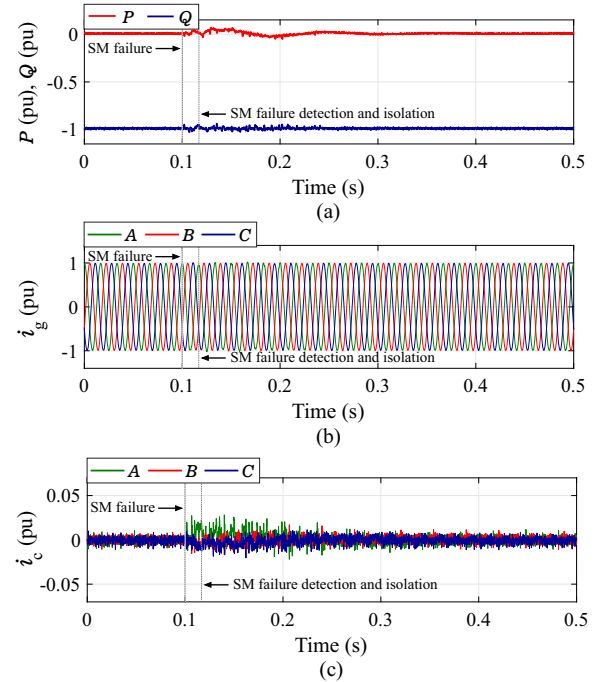 P Q
0
SM failure
-0.5
SM failure detection and isolation
-1
P (pu), Q (pu)
0 0.1 0.2 0.3 0.4 0.5
Time (s)
(a)
A B C
SM failure
1
0
-1
i_g (pu)
SM failure detection and isolation
0 0.1 0.2 0.3 0.4 0.5
Time (s)
(b)
A B C
0.05
SM failure
0
-0.05
i_c (pu)
SM failure detection and isolation
0 0.1 0.2 0.3 0.4 0.5
Time (s)
(c)